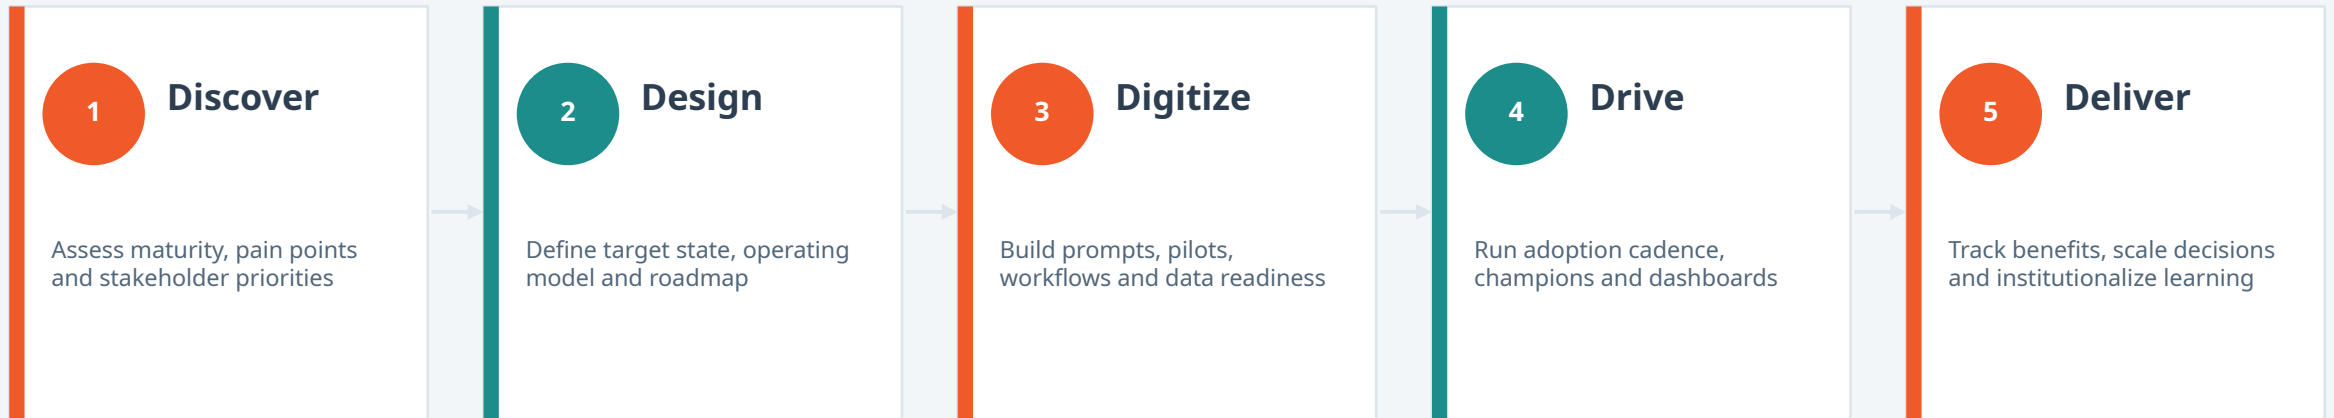 1
Discover
Assess maturity, pain points
and stakeholder priorities
2
Design
Define target state, operating
model and roadmap
3
Digitize
Build prompts, pilots,
workflows and data readiness
4
Drive
Run adoption cadence,
champions and dashboards
5
Deliver
Track benefits, scale decisions
and institutionalize learning